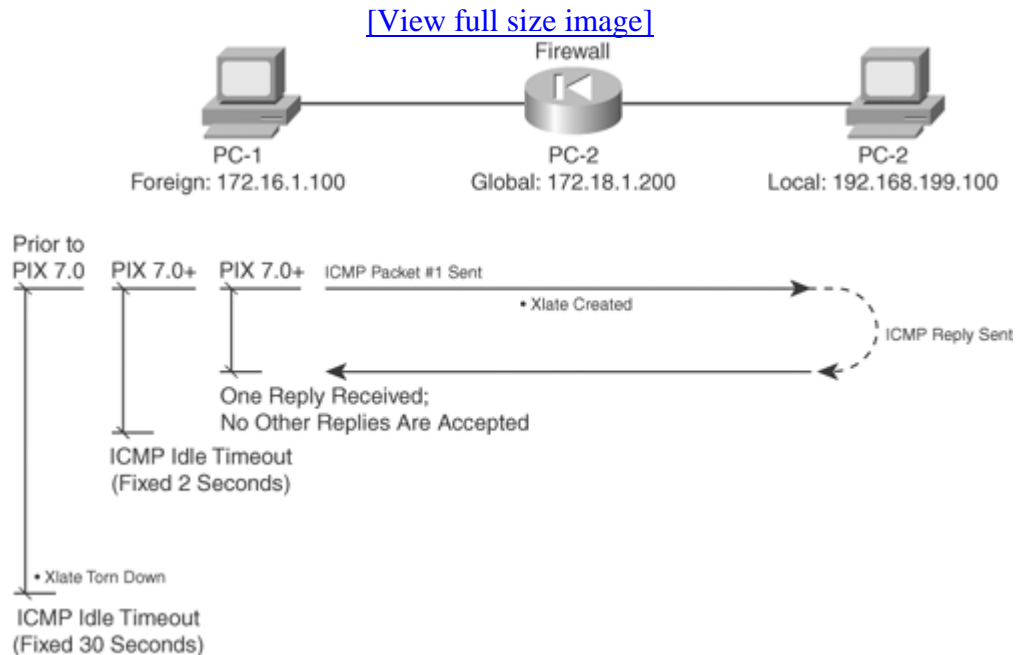 [View full size image]
Firewall
PC-1
Foreign: 172.16.1.100
PC-2
Global: 172.18.1.200
PC-2
Local: 192.168.199.100
Prior to
PIX 7.0
PIX 7.0+
PIX 7.0+
ICMP Packet #1 Sent
• Xlate Created
ICMP Reply Sent
One Reply Received;
No Other Replies Are Accepted
ICMP Idle Timeout
(Fixed 2 Seconds)
• Xlate Torn Down
ICMP Idle Timeout
(Fixed 30 Seconds)